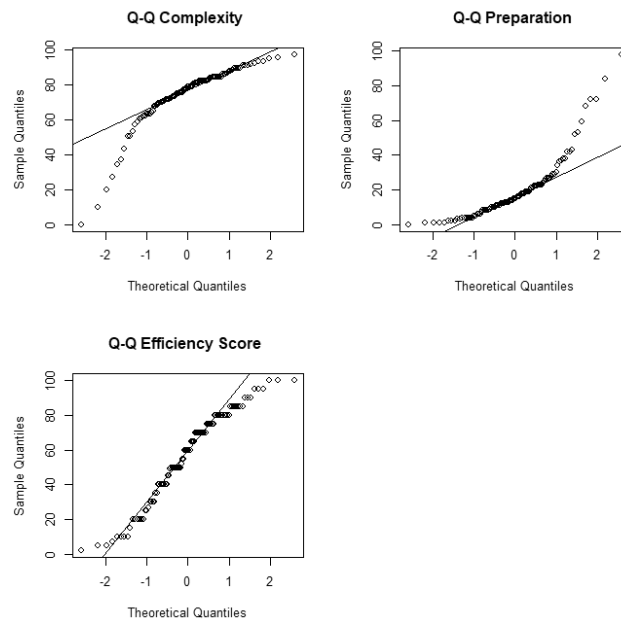 Q-Q Complexity
Sample Quantiles
0 20 40 60 80 100
-2 -1 0 1 2
Theoretical Quantiles
Q-Q Preparation
Sample Quantiles
0 20 40 60 80 100
-2 -1 0 1 2
Theoretical Quantiles
Q-Q Efficiency Score
Sample Quantiles
0 20 40 60 80 100
-2 -1 0 1 2
Theoretical Quantiles